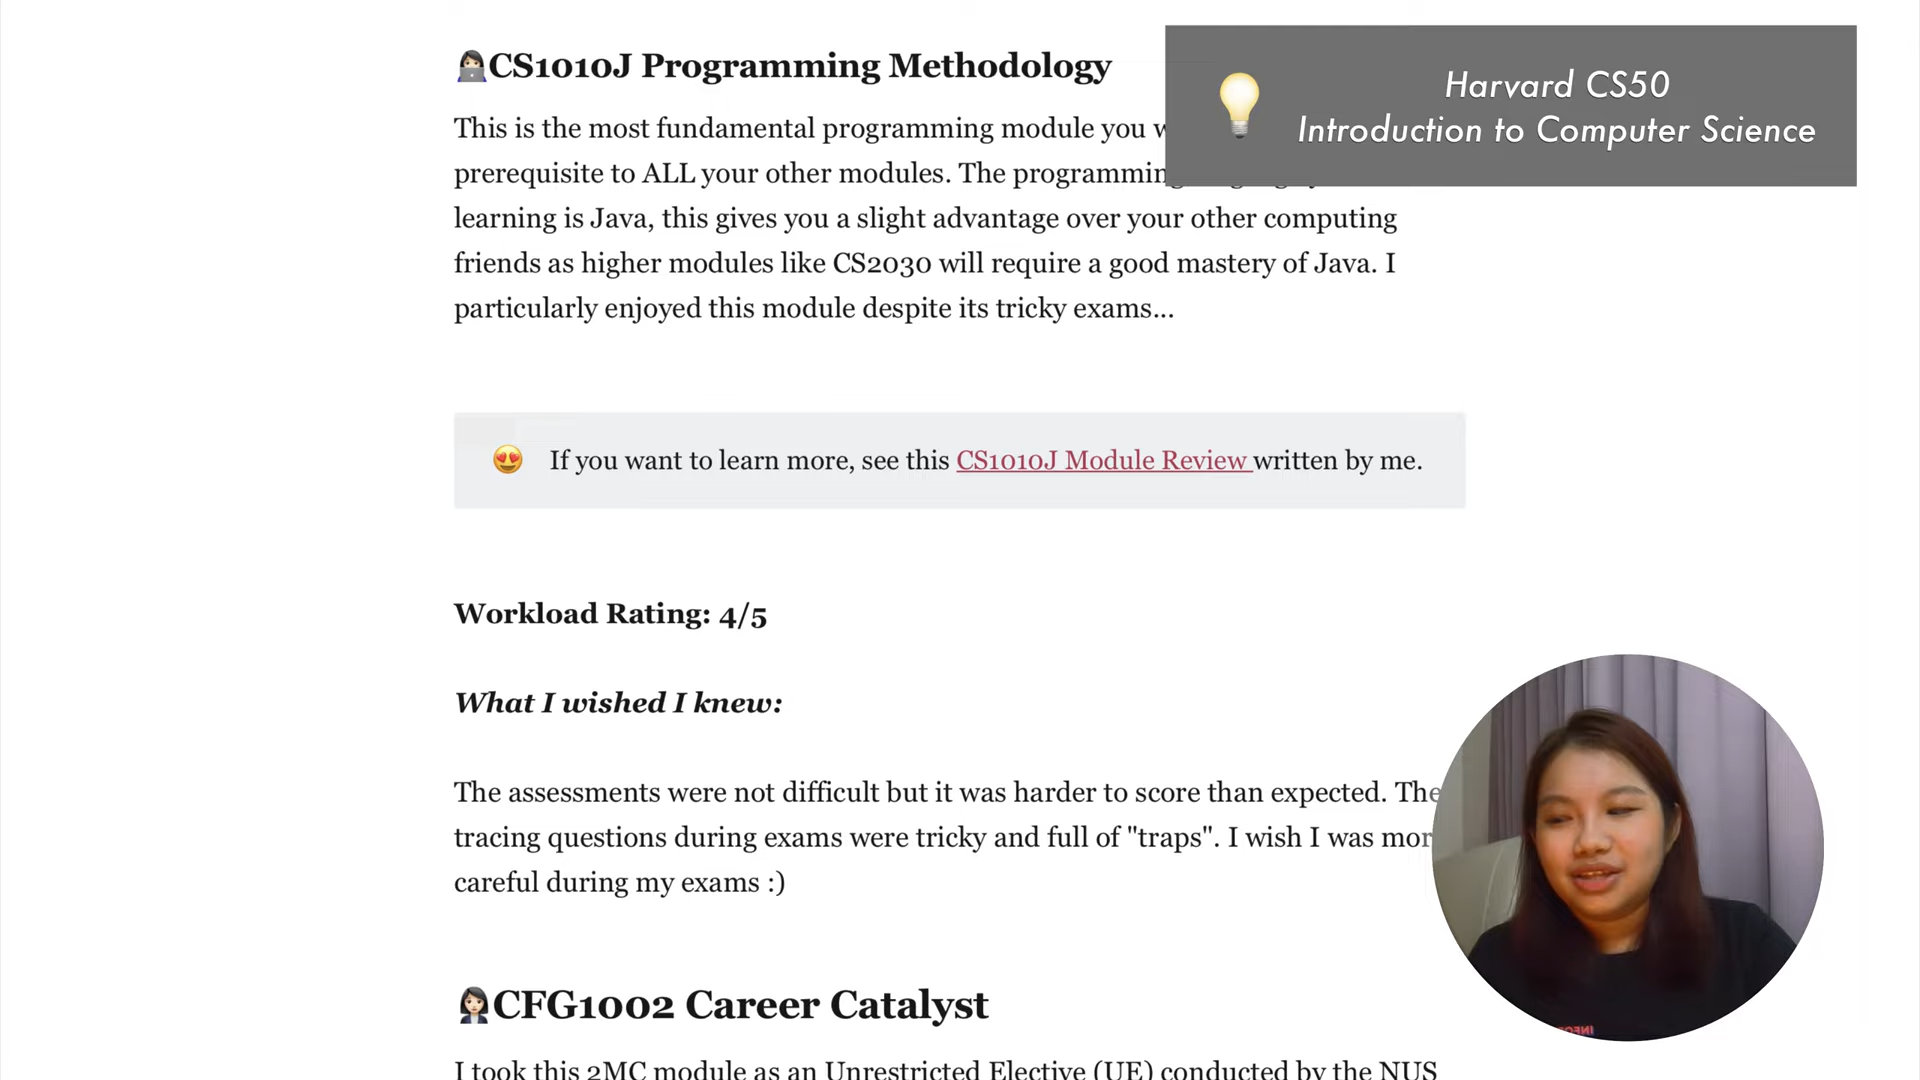 CS1010J Programming Methodology
Harvard CS50
Introduction to Computer Science
This is the most fundamental programming module you
prerequisite to ALL your other modules. The programming
learning is Java, this gives you a slight advantage over your other computing
friends as higher modules like CS2030 will require a good mastery of Java. I
particularly enjoyed this module despite its tricky exams...
If you want to learn more, see this CS1010J Module Review written by me.
Workload Rating: 4/5
What I wished I knew:
The assessments were not difficult but it was harder to score than expected. The
tracing questions during exams were tricky and full of "traps". I wish I was mor
careful during my exams :)
CFG1002 Career Catalyst
I took this 2MC module as an Unrestricted Elective (UE) conducted by the NUS